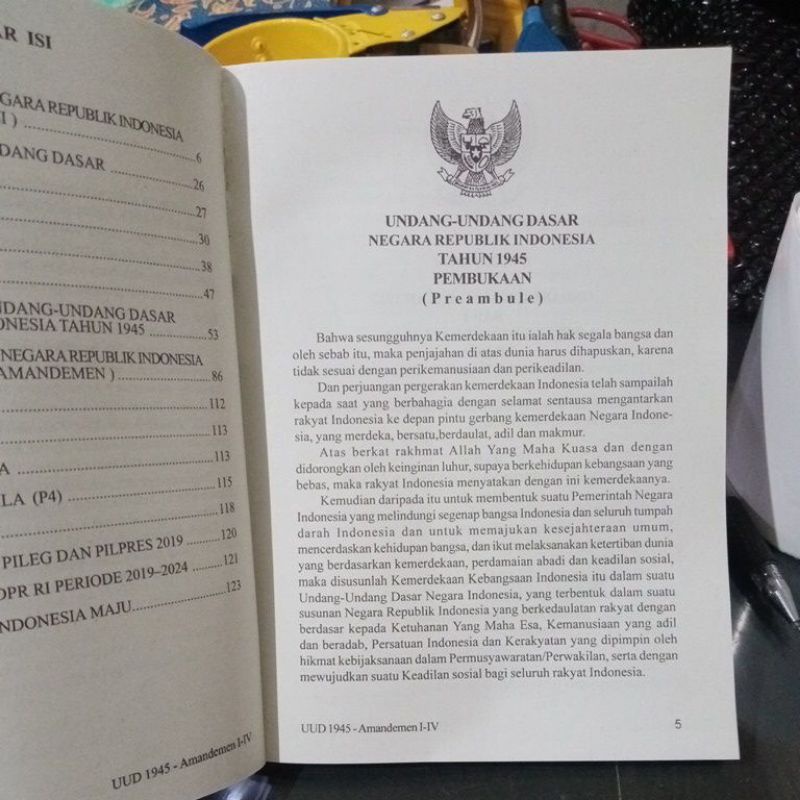 AR ISI
EGARA REPUBLIK INDONESIA
I ) 6
DANG DASAR 26
27
30
38
47
NDANG-UNDANG DASAR
ONESIA TAHUN 1945 53
NEGARA REPUBLIK INDONESIA
AMANDEMEN ) 86
112
113
A 113
LA (P4) 115
118
PILEG DAN PILPRES 2019 120
DPR RI PERIODE 2019–2024 121
NDONESIA MAJU 123
UUD 1945 - Amandemen I-IV
UNDANG-UNDANG DASAR
NEGARA REPUBLIK INDONESIA
TAHUN 1945
PEMBUKAAN
(Preambule)
Bahwa sesungguhnya Kemerdekaan itu ialah hak segala bangsa dan
oleh sebab itu, maka penjajahan di atas dunia harus dihapuskan, karena
tidak sesuai dengan perikemanusiaan dan perikeadilan.
Dan perjuangan pergerakan kemerdekaan Indonesia telah sampailah
kepada saat yang berbahagia dengan selamat sentausa mengantarkan
rakyat Indonesia ke depan pintu gerbang kemerdekaan Negara Indone-
sia, yang merdeka, bersatu,berdaulat, adil dan makmur.
Atas berkat rakhmat Allah Yang Maha Kuasa dan dengan
didorongkan oleh keinginan luhur, supaya berkehidupan kebangsaan yang
bebas, maka rakyat Indonesia menyatakan dengan ini kemerdekaanya.
Kemudian daripada itu untuk membentuk suatu Pemerintah Negara
Indonesia yang melindungi segenap bangsa Indonesia dan seluruh tumpah
darah Indonesia dan untuk memajukan kesejahteraan umum,
mencerdaskan kehidupan bangsa, dan ikut melaksanakan ketertiban dunia
yang berdasarkan kemerdekaan, perdamaian abadi dan keadilan sosial,
maka disusunlah Kemerdekaan Kebangsaan Indonesia itu dalam suatu
Undang-Undang Dasar Negara Indonesia, yang terbentuk dalam suatu
susunan Negara Republik Indonesia yang berkedaulatan rakyat dengan
berdasar kepada Ketuhanan Yang Maha Esa, Kemanusiaan yang adil
dan beradab, Persatuan Indonesia dan Kerakyatan yang dipimpin oleh
hikmat kebijaksanaan dalam Permusyawaratan/Perwakilan, serta dengan
mewujudkan suatu Keadilan sosial bagi seluruh rakyat Indonesia.
UUD 1945 - Amandemen I-IV 5